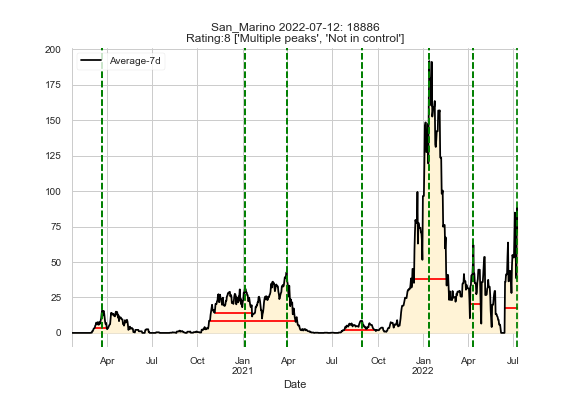 San_Marino 2022-07-12: 18886
Rating:8 ['Multiple peaks', 'Not in control']
Average-7d
200
175
150
125
100
75
50
25
0
Apr Jul Oct Jan Apr Jul Oct Jan Apr Jul
2021 2022
Date